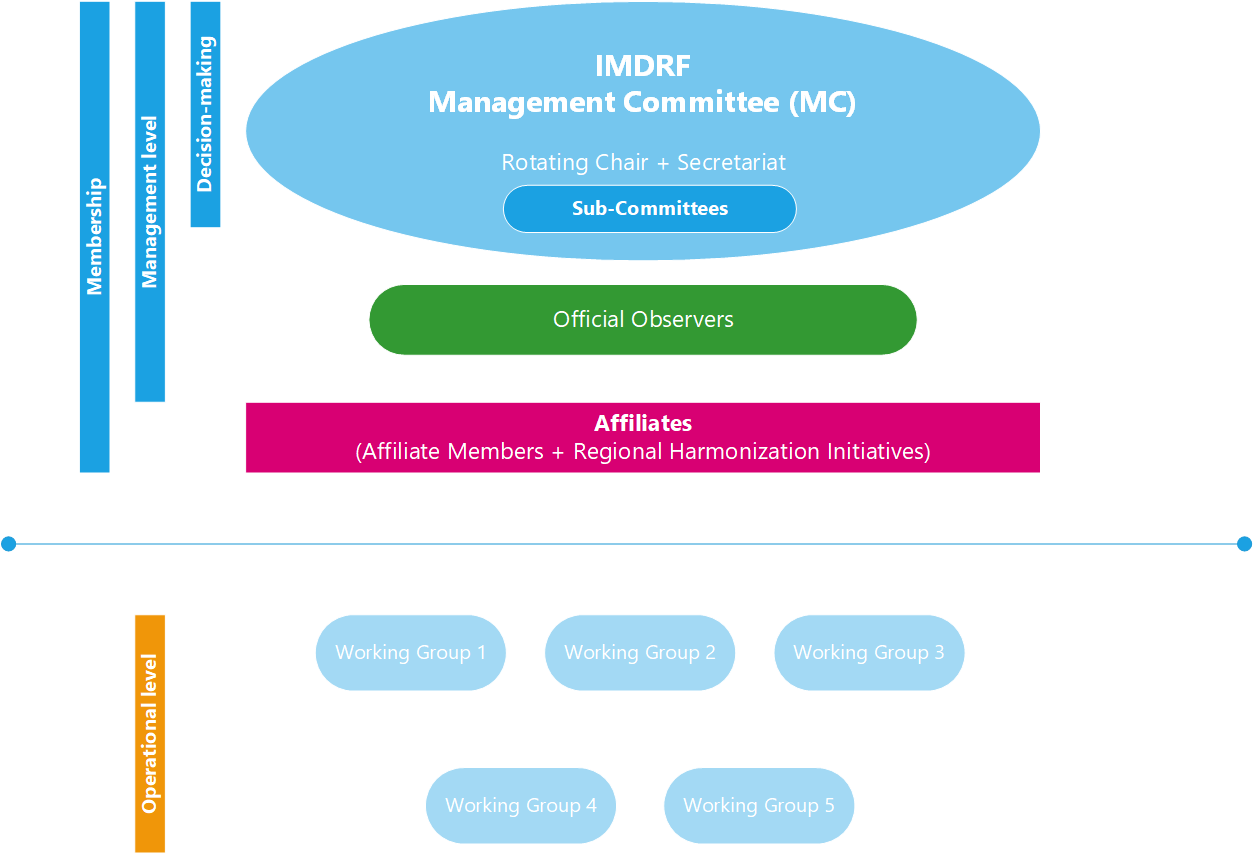 Membership
Management level
Decision-making
IMDRF
Management Committee (MC)
Rotating Chair + Secretariat
Sub-Committees
Official Observers
Affiliates
(Affiliate Members + Regional Harmonization Initiatives)
Operational level
Working Group 1
Working Group 2
Working Group 3
Working Group 4
Working Group 5